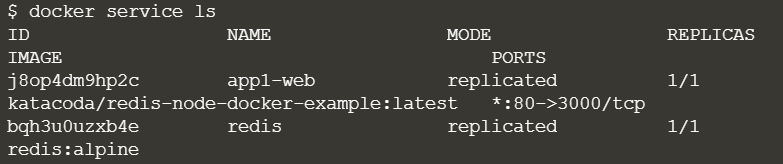 $ docker service ls
ID NAME MODE REPLICAS
IMAGE PORTS
j8op4dm9hp2c app1-web replicated 1/1
katacoda/redis-node-docker-example:latest *:80->3000/tcp
bqh3u0uzxb4e redis replicated 1/1
redis:alpine